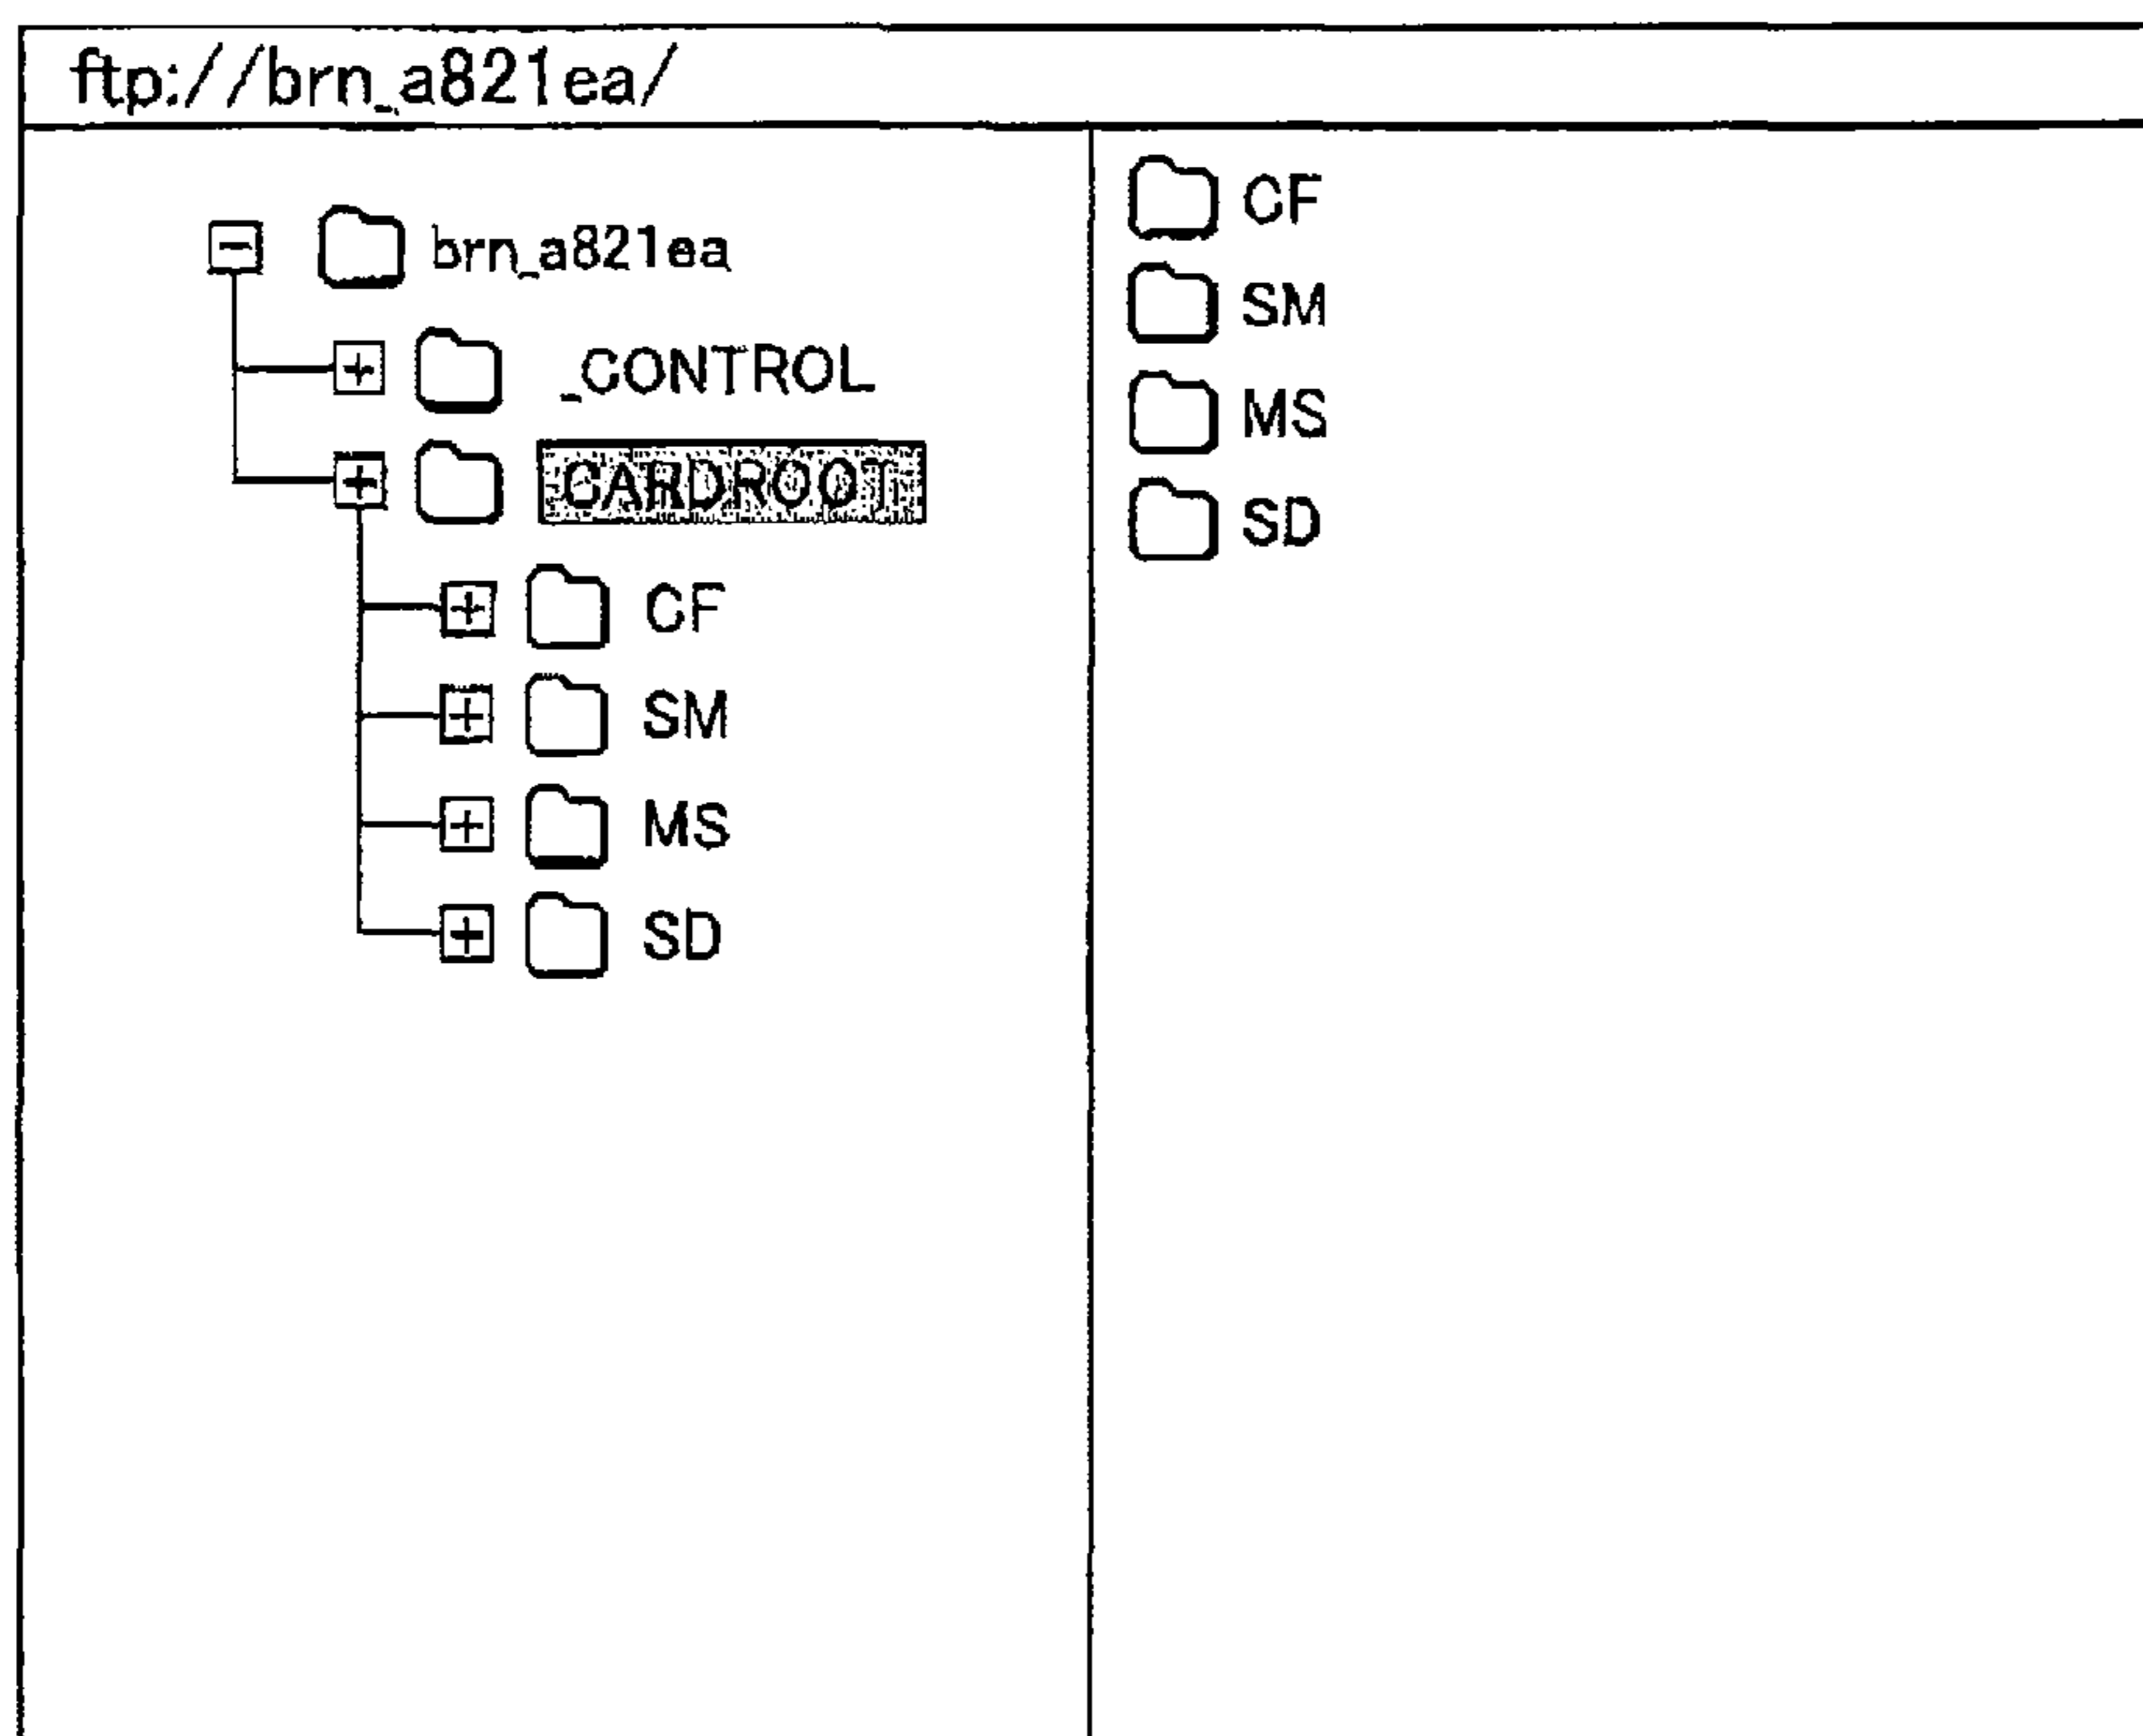 ftp://brn_a821ea/
brn_a821ea
_CONTROL
CARDROOT
CF
SM
MS
SD
CF
SM
MS
SD